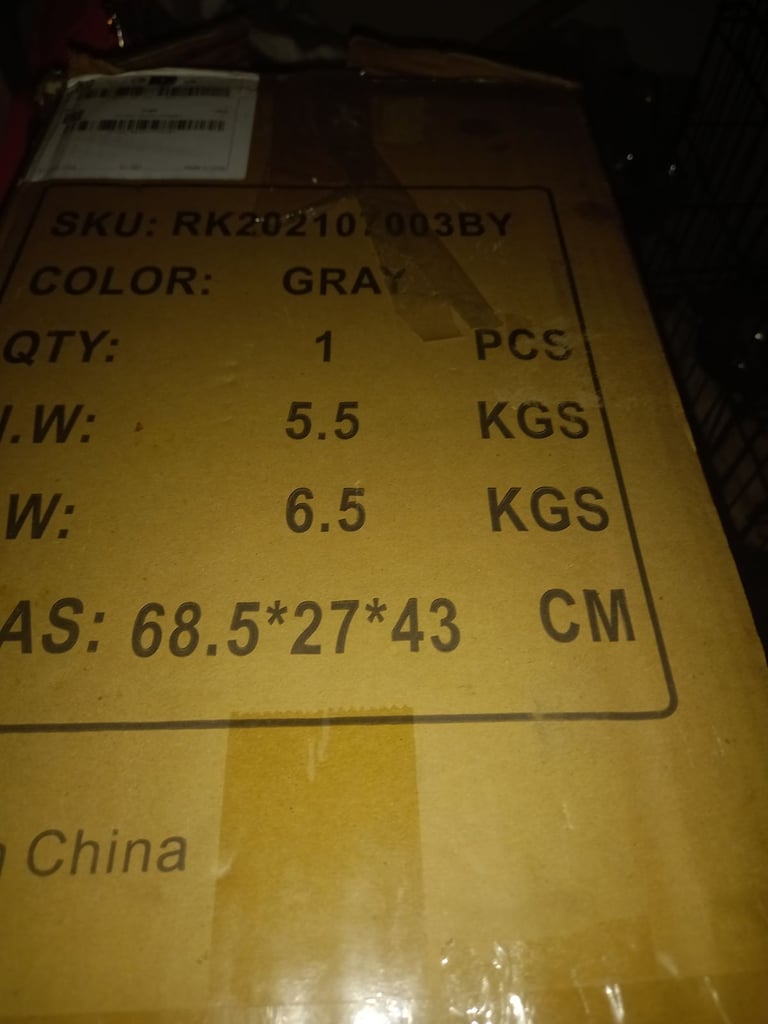 SKU: RK202107003BY
COLOR: GRAY
QTY: 1 PCS
.W: 5.5 KGS
W: 6.5 KGS
AS: 68.5*27*43 CM
China